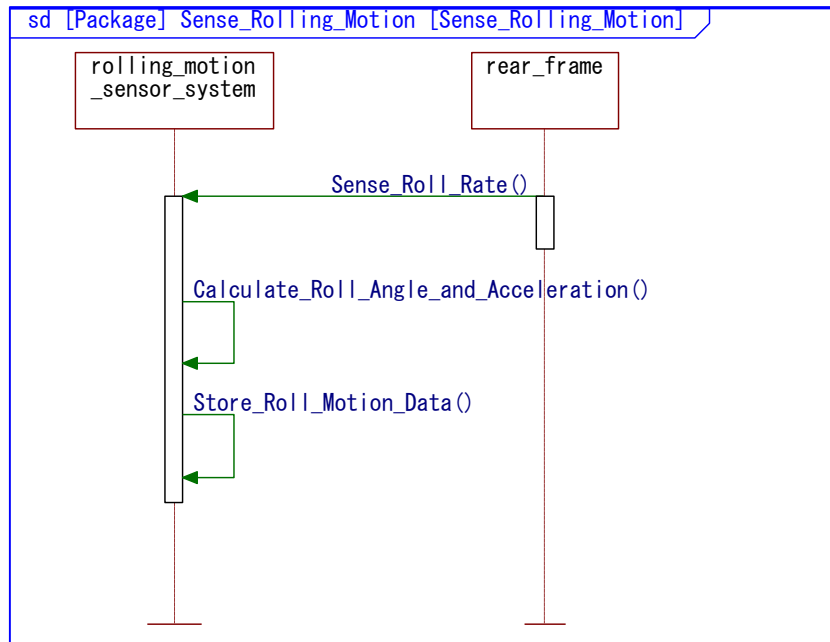 sd [Package] Sense_Rolling_Motion [Sense_Rolling_Motion]
rolling_motion
_sensor_system
rear_frame
Sense_Roll_Rate()
Calculate_Roll_Angle_and_Acceleration()
Store_Roll_Motion_Data()